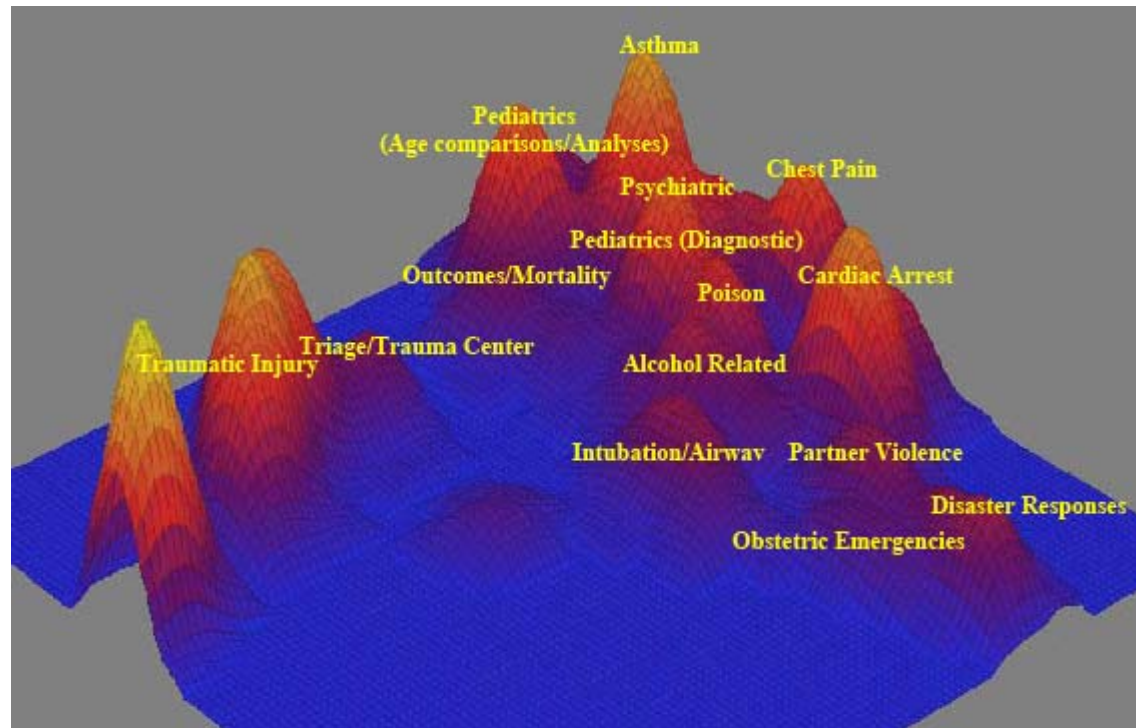 Asthma
Pediatrics
(Age comparisons/Analyses)
Chest Pain
Psychiatric
Pediatrics (Diagnostic)
Outcomes/Mortality
Cardiac Arrest
Poison
Triage/Trauma Center
Traumatic Injury
Alcohol Related
Intubation/Airwav
Partner Violence
Disaster Responses
Obstetric Emergencies